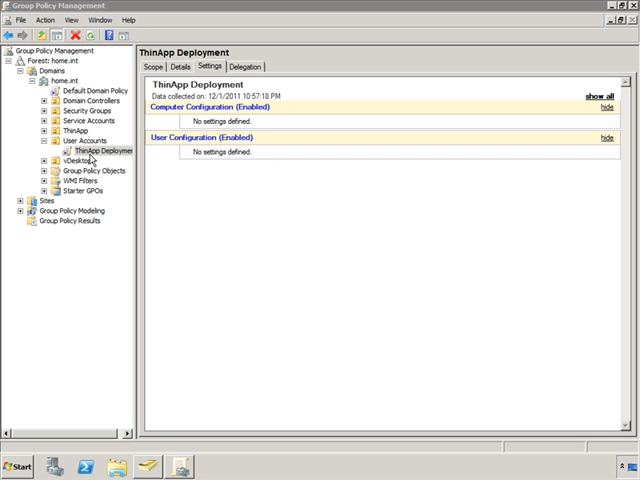 Group Policy Management
File Action View Window Help
Group Policy Management
Forest: home.int
Domains
home.int
Default Domain Policy
Domain Controllers
Security Groups
Service Accounts
ThinApp
User Accounts
ThinApp Deploymen
vDesktop
Group Policy Objects
WMI Filters
Starter GPOs
Sites
Group Policy Modeling
Group Policy Results
ThinApp Deployment
Scope Details Settings Delegation
ThinApp Deployment
Data collected on: 12/1/2011 10:57:18 PM show all
Computer Configuration (Enabled) hide
No settings defined.
User Configuration (Enabled) hide
No settings defined.
Start